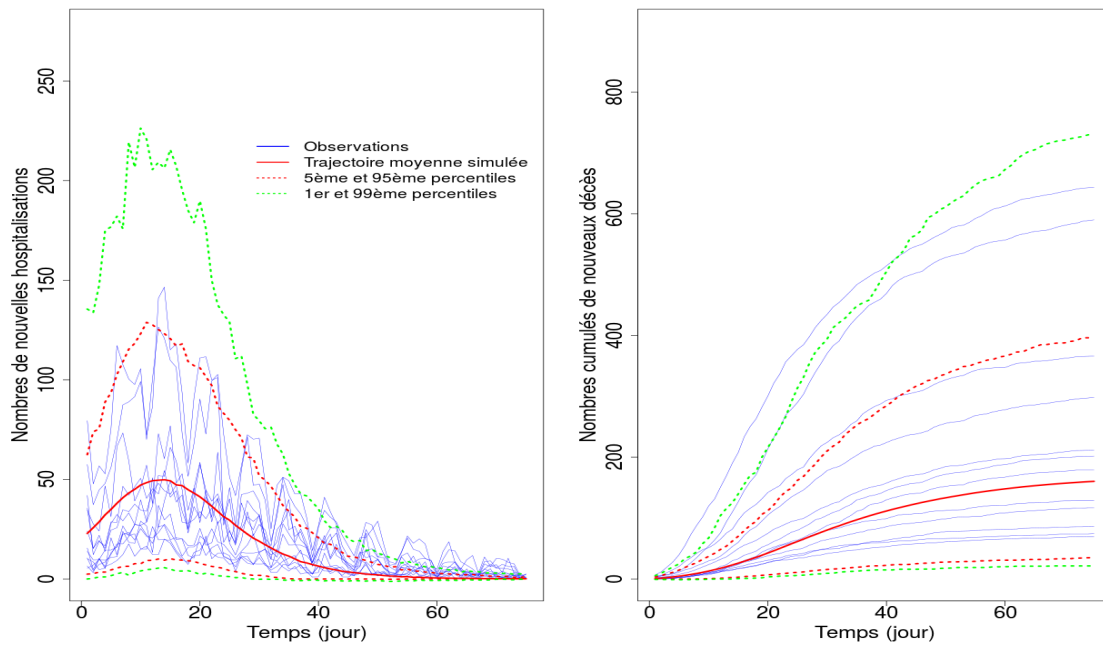 Nombres de nouvelles hospitalisations
250
200
150
100
50
0
Observations
Trajectoire moyenne simulée
5ème et 95ème percentiles
1er et 99ème percentiles
0 20 40 60
Temps (jour)
Nombres cumulés de nouveaux décès
800
600
400
200
0
0 20 40 60
Temps (jour)